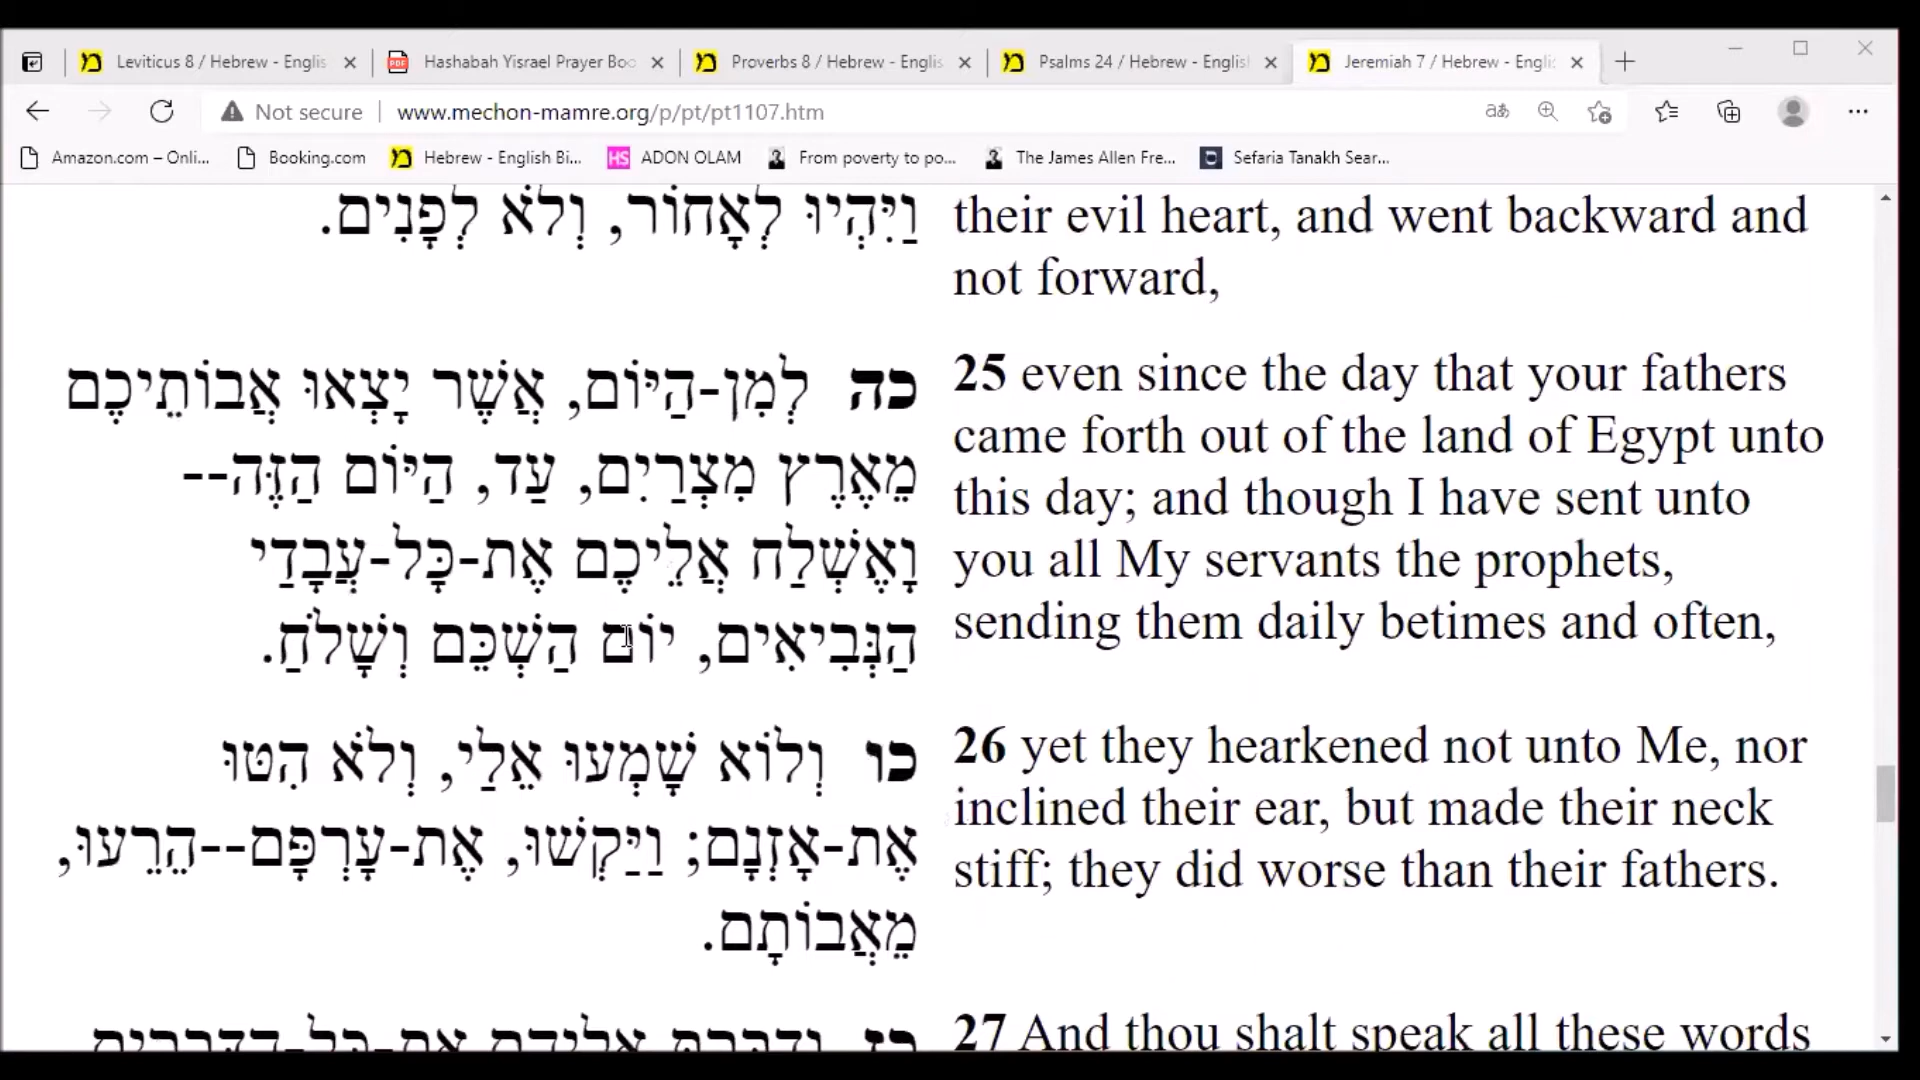 Leviticus 8 / Hebrew - Englis
Hashabah Yisrael Prayer Boo
Proverbs 8 / Hebrew - Englis
Psalms 24 / Hebrew - English
Jeremiah 7 / Hebrew - Englis
Not secure
www.mechon-mamre.org/p/pt/pt1107.htm
Amazon.com – Onli...
Booking.com
Hebrew - English Bi...
HS ADON OLAM
From poverty to po...
The James Allen Fre...
Sefaria Tanakh Sear...
וַיִּהְיוּ לְאָחוֹר, וְלֹא לְפָנִים.
their evil heart, and went backward and
not forward,
כה לְמִן-הַיּוֹם, אֲשֶׁר יָצְאוּ אֲבוֹתֵיכֶם
מֵאֶרֶץ מִצְרַיִם, עַד, הַיּוֹם הַזֶּה--
וָאֶשְׁלַח אֲלֵיכֶם אֶת-כָּל-עֲבָדַי
הַנְּבִיאִים, יוֹם הַשְׁכֵּם וְשָׁלֹחַ.
25 even since the day that your fathers
came forth out of the land of Egypt unto
this day; and though I have sent unto
you all My servants the prophets,
sending them daily betimes and often,
כו וְלוֹא שָׁמְעוּ אֵלַי, וְלֹא הִטּוּ
אֶת-אָזְנָם; וַיַּקְשׁוּ, אֶת-עָרְפָּם--הֵרֵעוּ,
מֵאֲבוֹתָם.
26 yet they hearkened not unto Me, nor
inclined their ear, but made their neck
stiff; they did worse than their fathers.
כז וְדִבַּרְתָּ אֲלֵיהֶם אֶת-כָּל-הַדְּבָרִים
27 And thou shalt speak all these words